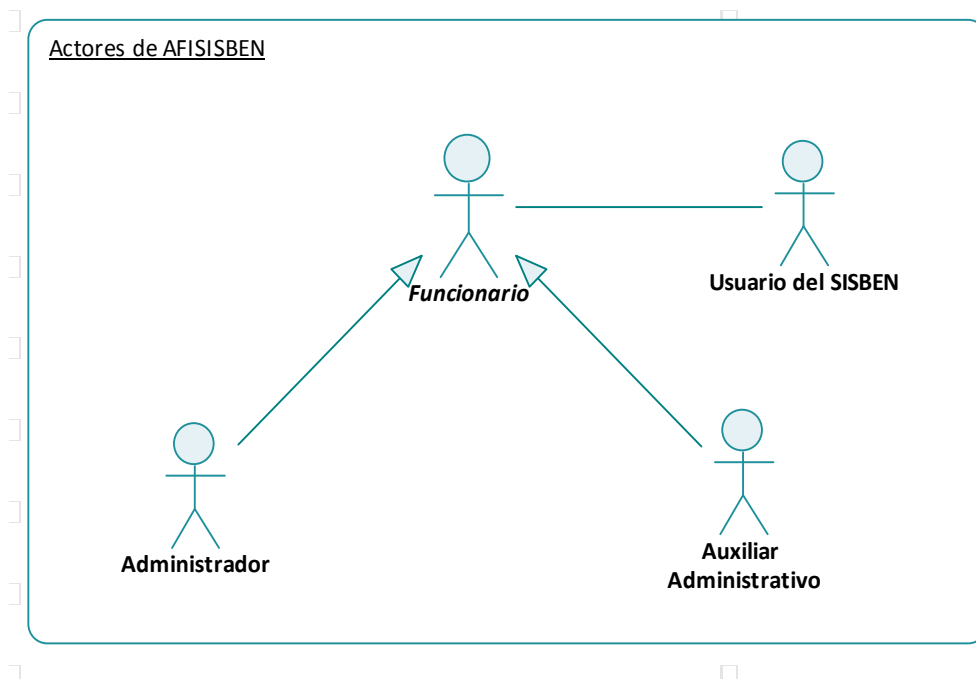 Actores de AFISISBEN
Funcionario
Usuario del SISBEN
Administrador
Auxiliar
Administrativo